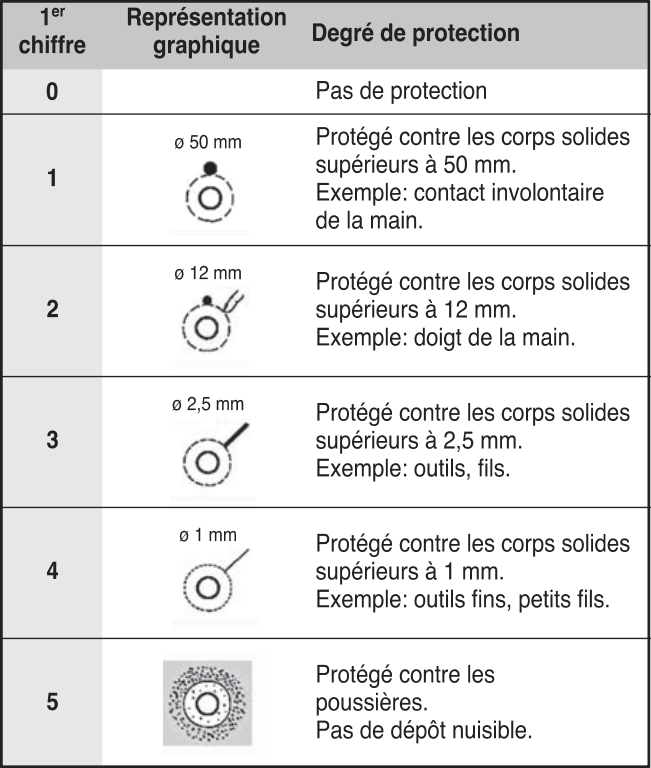 1er
chiffre
Représentation
graphique
Degré de protection
0
Pas de protection
1
ø 50 mm
Protégé contre les corps solides
supérieurs à 50 mm.
Exemple: contact involontaire
de la main.
2
ø 12 mm
Protégé contre les corps solides
supérieurs à 12 mm.
Exemple: doigt de la main.
3
ø 2,5 mm
Protégé contre les corps solides
supérieurs à 2,5 mm.
Exemple: outils, fils.
4
ø 1 mm
Protégé contre les corps solides
supérieurs à 1 mm.
Exemple: outils fins, petits fils.
5
Protégé contre les
poussières.
Pas de dépôt nuisible.